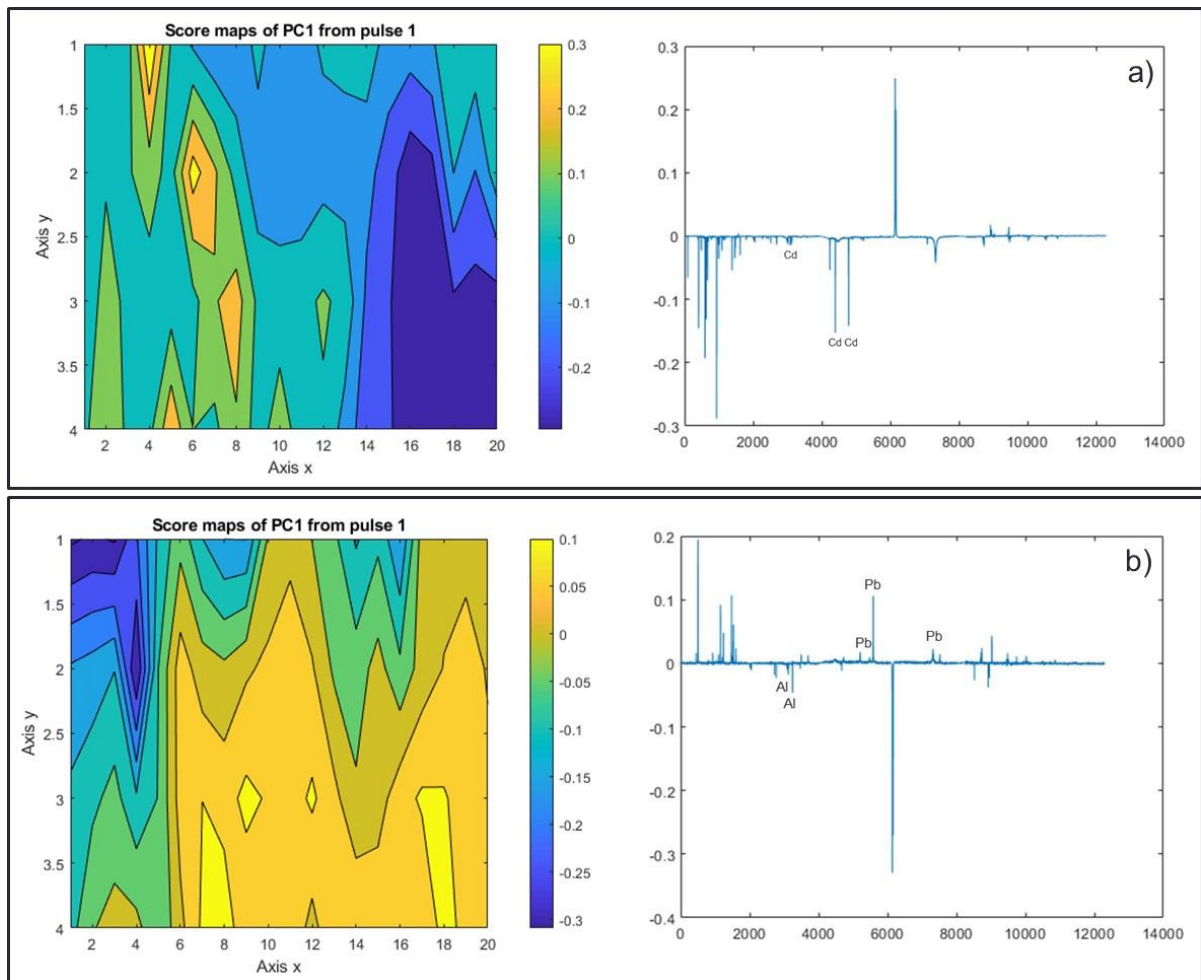 Score maps of PC1 from pulse 1
1
1.5
2
2.5
3
3.5
4
Axis y
2 4 6 8 10 12 14 16 18 20
Axis x
0.3
0.2
0.1
0
-0.1
-0.2
a)
0.3
0.2
0.1
0
-0.1
-0.2
-0.3
Cd
Cd Cd
0 2000 4000 6000 8000 10000 12000 14000
Score maps of PC1 from pulse 1
1
1.5
2
2.5
3
3.5
4
Axis y
2 4 6 8 10 12 14 16 18 20
Axis x
0.1
0.05
0
-0.05
-0.1
-0.15
-0.2
-0.25
-0.3
b)
0.2
0.1
0
-0.1
-0.2
-0.3
-0.4
Pb
Pb
Pb
Al
Al
0 2000 4000 6000 8000 10000 12000 14000